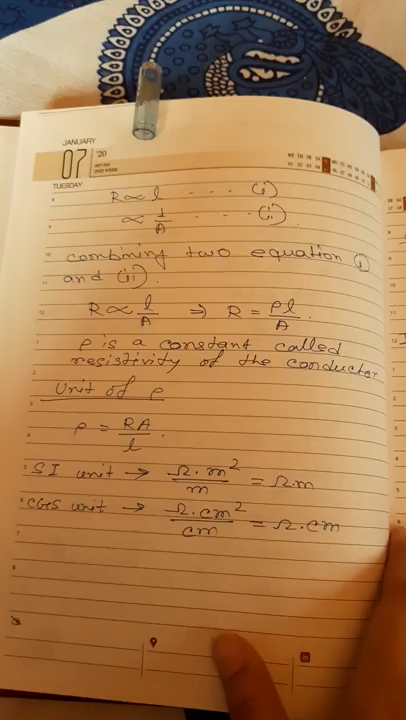 JANUARY
07 '20
TUESDAY
R ∝ l - - - (i)
∝ 1/A - - - (ii)
combining two equation (i)
and (ii).
R ∝ l/A ⇒ R = ρl/A.
ρ is a constant called
resistivity of the conductor
Unit of ρ
ρ = RA/l.
SI unit → Ω.m²/m = Ω.m
CGS unit → Ω.cm²/cm = Ω.cm